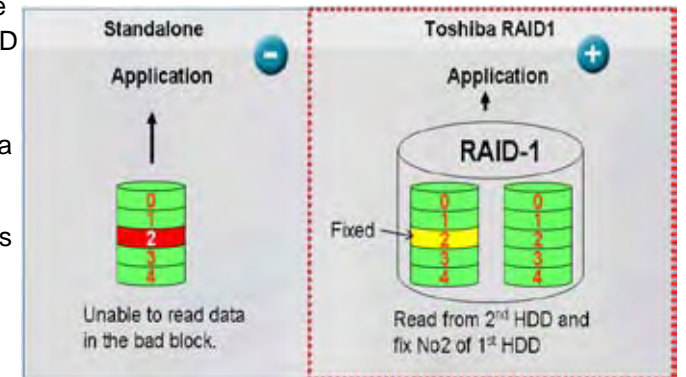 e
D
a
s
Standalone
-
Application
0
1
2
3
4
Unable to read data
in the bad block.
Toshiba RAID1
+
Application
RAID-1
Fixed
0
1
2
3
4
0
1
2
3
4
Read from 2nd HDD and
fix No2 of 1st HDD